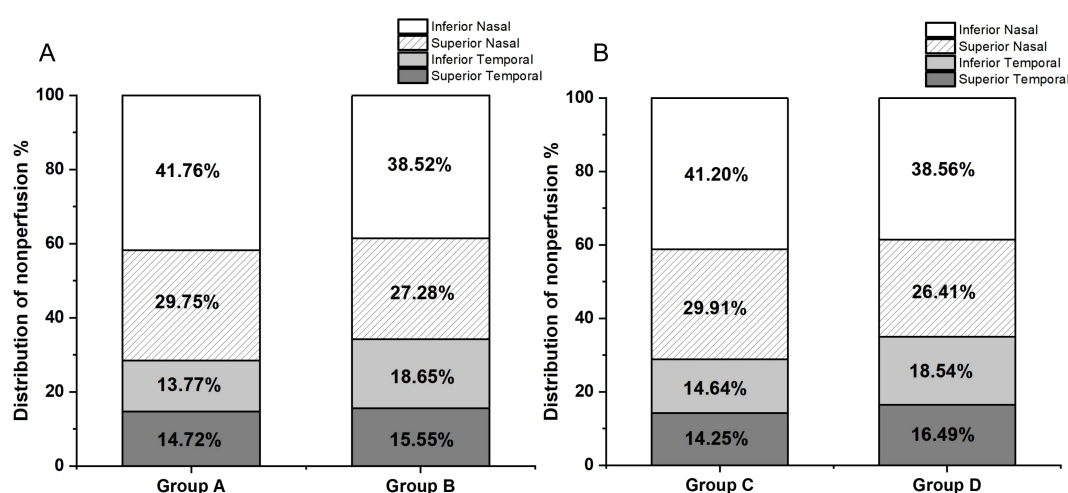 A
Inferior Nasal
Superior Nasal
Inferior Temporal
Superior Temporal
Distribution of nonperfusion %
100
80
60
40
20
0
41.76%
29.75%
13.77%
14.72%
38.52%
27.28%
18.65%
15.55%
Group A
Group B
B
Inferior Nasal
Superior Nasal
Inferior Temporal
Superior Temporal
Distribution of nonperfusion %
100
80
60
40
20
0
41.20%
29.91%
14.64%
14.25%
38.56%
26.41%
18.54%
16.49%
Group C
Group D